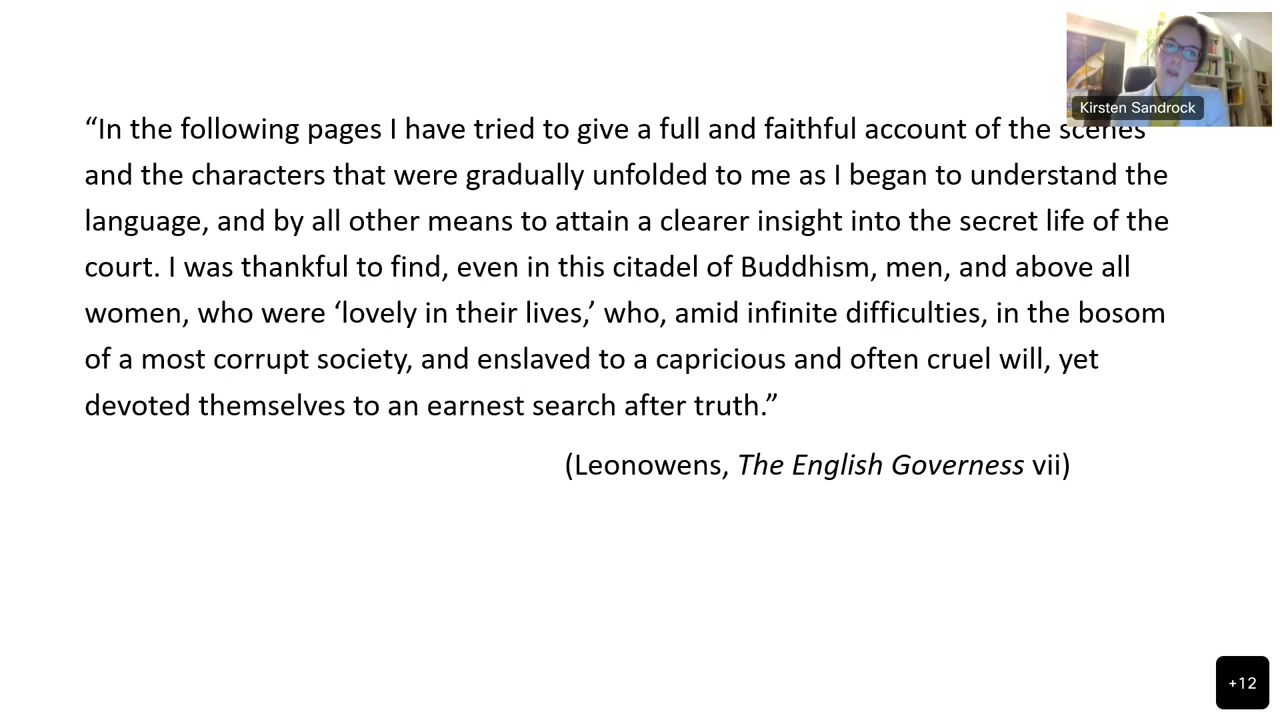 Kirsten Sandrock
“In the following pages I have tried to give a full and faithful account of the scenes
and the characters that were gradually unfolded to me as I began to understand the
language, and by all other means to attain a clearer insight into the secret life of the
court. I was thankful to find, even in this citadel of Buddhism, men, and above all
women, who were ‘lovely in their lives,’ who, amid infinite difficulties, in the bosom
of a most corrupt society, and enslaved to a capricious and often cruel will, yet
devoted themselves to an earnest search after truth.”
(Leonowens, The English Governess vii)
+12